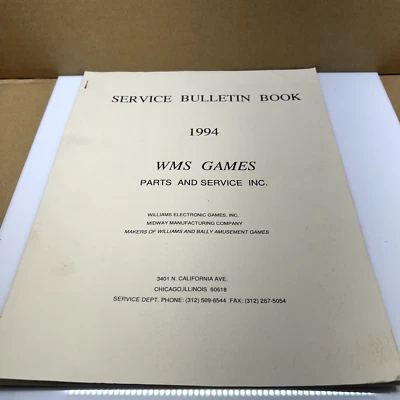 SERVICE BULLETIN BOOK
1994
WMS GAMES
PARTS AND SERVICE INC.
WILLIAMS ELECTRONIC GAMES, INC.
MIDWAY MANUFACTURING COMPANY
MAKERS OF WILLIAMS AND BALLY AMUSEMENT GAMES
3401 N. CALIFORNIA AVE.
CHICAGO,ILLINOIS 60618
SERVICE DEPT. PHONE: (312) 509-6544 FAX: (312) 267-5054